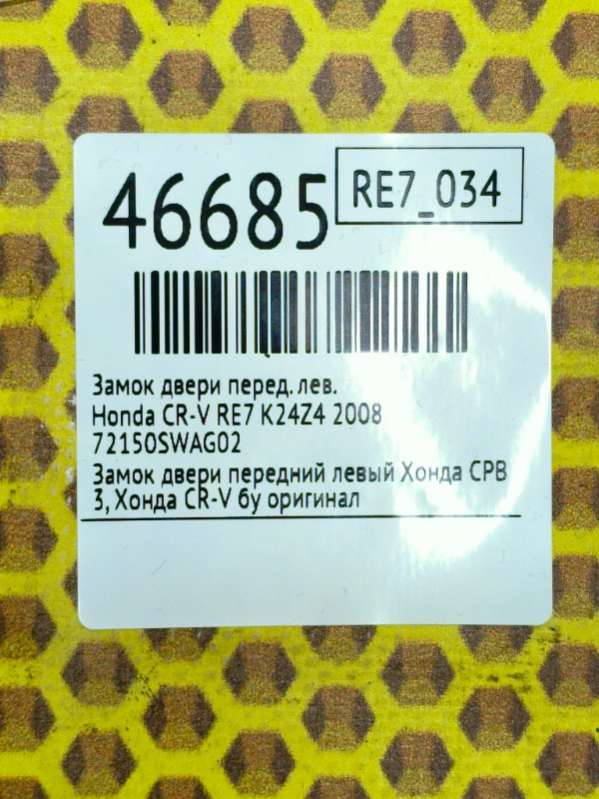 46685
RE7_034
Замок двери перед. лев.
Honda CR-V RE7 K24Z4 2008
72150SWAG02
Замок двери передний левый Хонда СРВ
3, Хонда CR-V бу оригинал